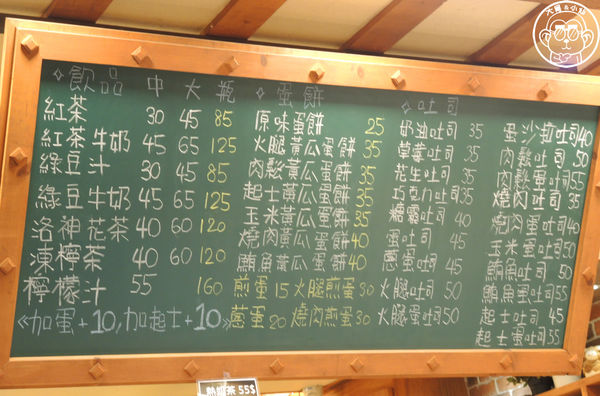 大胃&小胖
✧飲品 中 大 瓶
紅茶 30 45 85
紅茶牛奶 45 65 125
綠豆汁 30 45 85
綠豆牛奶 45 65 125
洛神花茶 40 60 120
凍檸茶 40 60 120
檸檬汁 55 160
《加蛋+10,加起士+10》
✧蛋餅
原味蛋餅 25
火腿黃瓜蛋餅 35
肉鬆黃瓜蛋餅 35
起士黃瓜蛋餅 35
玉米黃瓜蛋餅 35
燒肉黃瓜蛋餅 40
鮪魚黃瓜蛋餅 40
煎蛋 15 火腿煎蛋 30
蔥蛋 20 燒肉煎蛋 30
✧吐司
奶油吐司 35
草莓吐司 35
花生吐司 35
巧克力吐司 35
糖霜吐司 40
蛋吐司 45
蔥蛋吐司 50
火腿吐司 50
火腿蛋吐司 50
蛋沙拉吐司 40
肉鬆吐司 50
肉鬆蛋吐司 55
燒肉吐司 35
燒肉蛋吐司 40
玉米蛋吐司 50
鮪魚吐司 50
鮪魚蛋吐司 55
起士吐司 45
起士蛋吐司 55
熱奶茶 55$